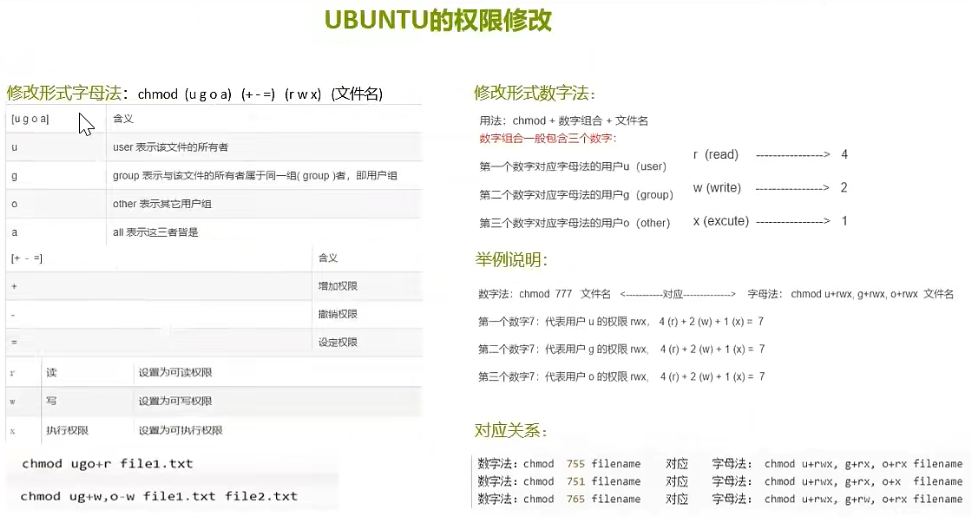 UBUNTU的权限修改
修改形式字母法：chmod (u g o a) (+ - =) (r w x) (文件名)
[u g o a] 含义
u user 表示该文件的所有者
g group 表示与该文件的所有者属于同一组( group )者，即用户组
o other 表示其它用户组
a all 表示这三者皆是
[+ - =] 含义
+ 增加权限
- 撤销权限
= 设定权限
r 读 设置为可读权限
w 写 设置为可写权限
x 执行权限 设置为可执行权限
chmod ugo+r file1.txt
chmod ug+w,o-w file1.txt file2.txt
修改形式数字法：
用法：chmod + 数字组合 + 文件名
数字组合一般包含三个数字：
第一个数字对应字母法的用户u（user）
第二个数字对应字母法的用户g（group）
第三个数字对应字母法的用户o（other）
r (read) ----------------> 4
w (write) ----------------> 2
x (excute) ----------------> 1
举例说明：
数字法：chmod 777 文件名 <-----------对应--------------> 字母法： chmod u+rwx, g+rwx, o+rwx 文件名
第一个数字7：代表用户 u 的权限 rwx， 4 (r) + 2 (w) + 1 (x) = 7
第二个数字7：代表用户 g 的权限 rwx, 4 (r) + 2 (w) + 1 (x) = 7
第三个数字7：代表用户 o 的权限 rwx, 4 (r) + 2 (w) + 1 (x) = 7
对应关系：
数字法：chmod 755 filename 对应 字母法： chmod u+rwx, g+rx, o+rx filename
数字法：chmod 751 filename 对应 字母法： chmod u+rwx, g+rx, o+x filename
数字法：chmod 765 filename 对应 字母法： chmod u+rwx, g+rw, o+rx filename